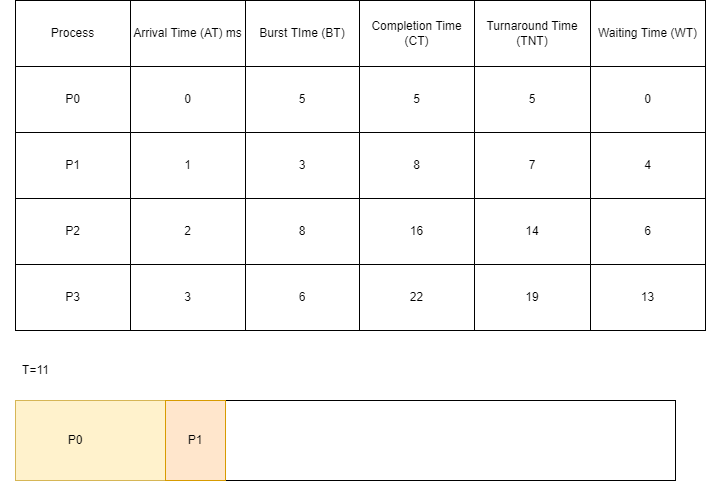 Process Arrival Time (AT) ms Burst TIme (BT) Completion Time (CT) Turnaround Time (TNT) Waiting Time (WT)
P0 0 5 5 5 0
P1 1 3 8 7 4
P2 2 8 16 14 6
P3 3 6 22 19 13
T=11
P0 P1